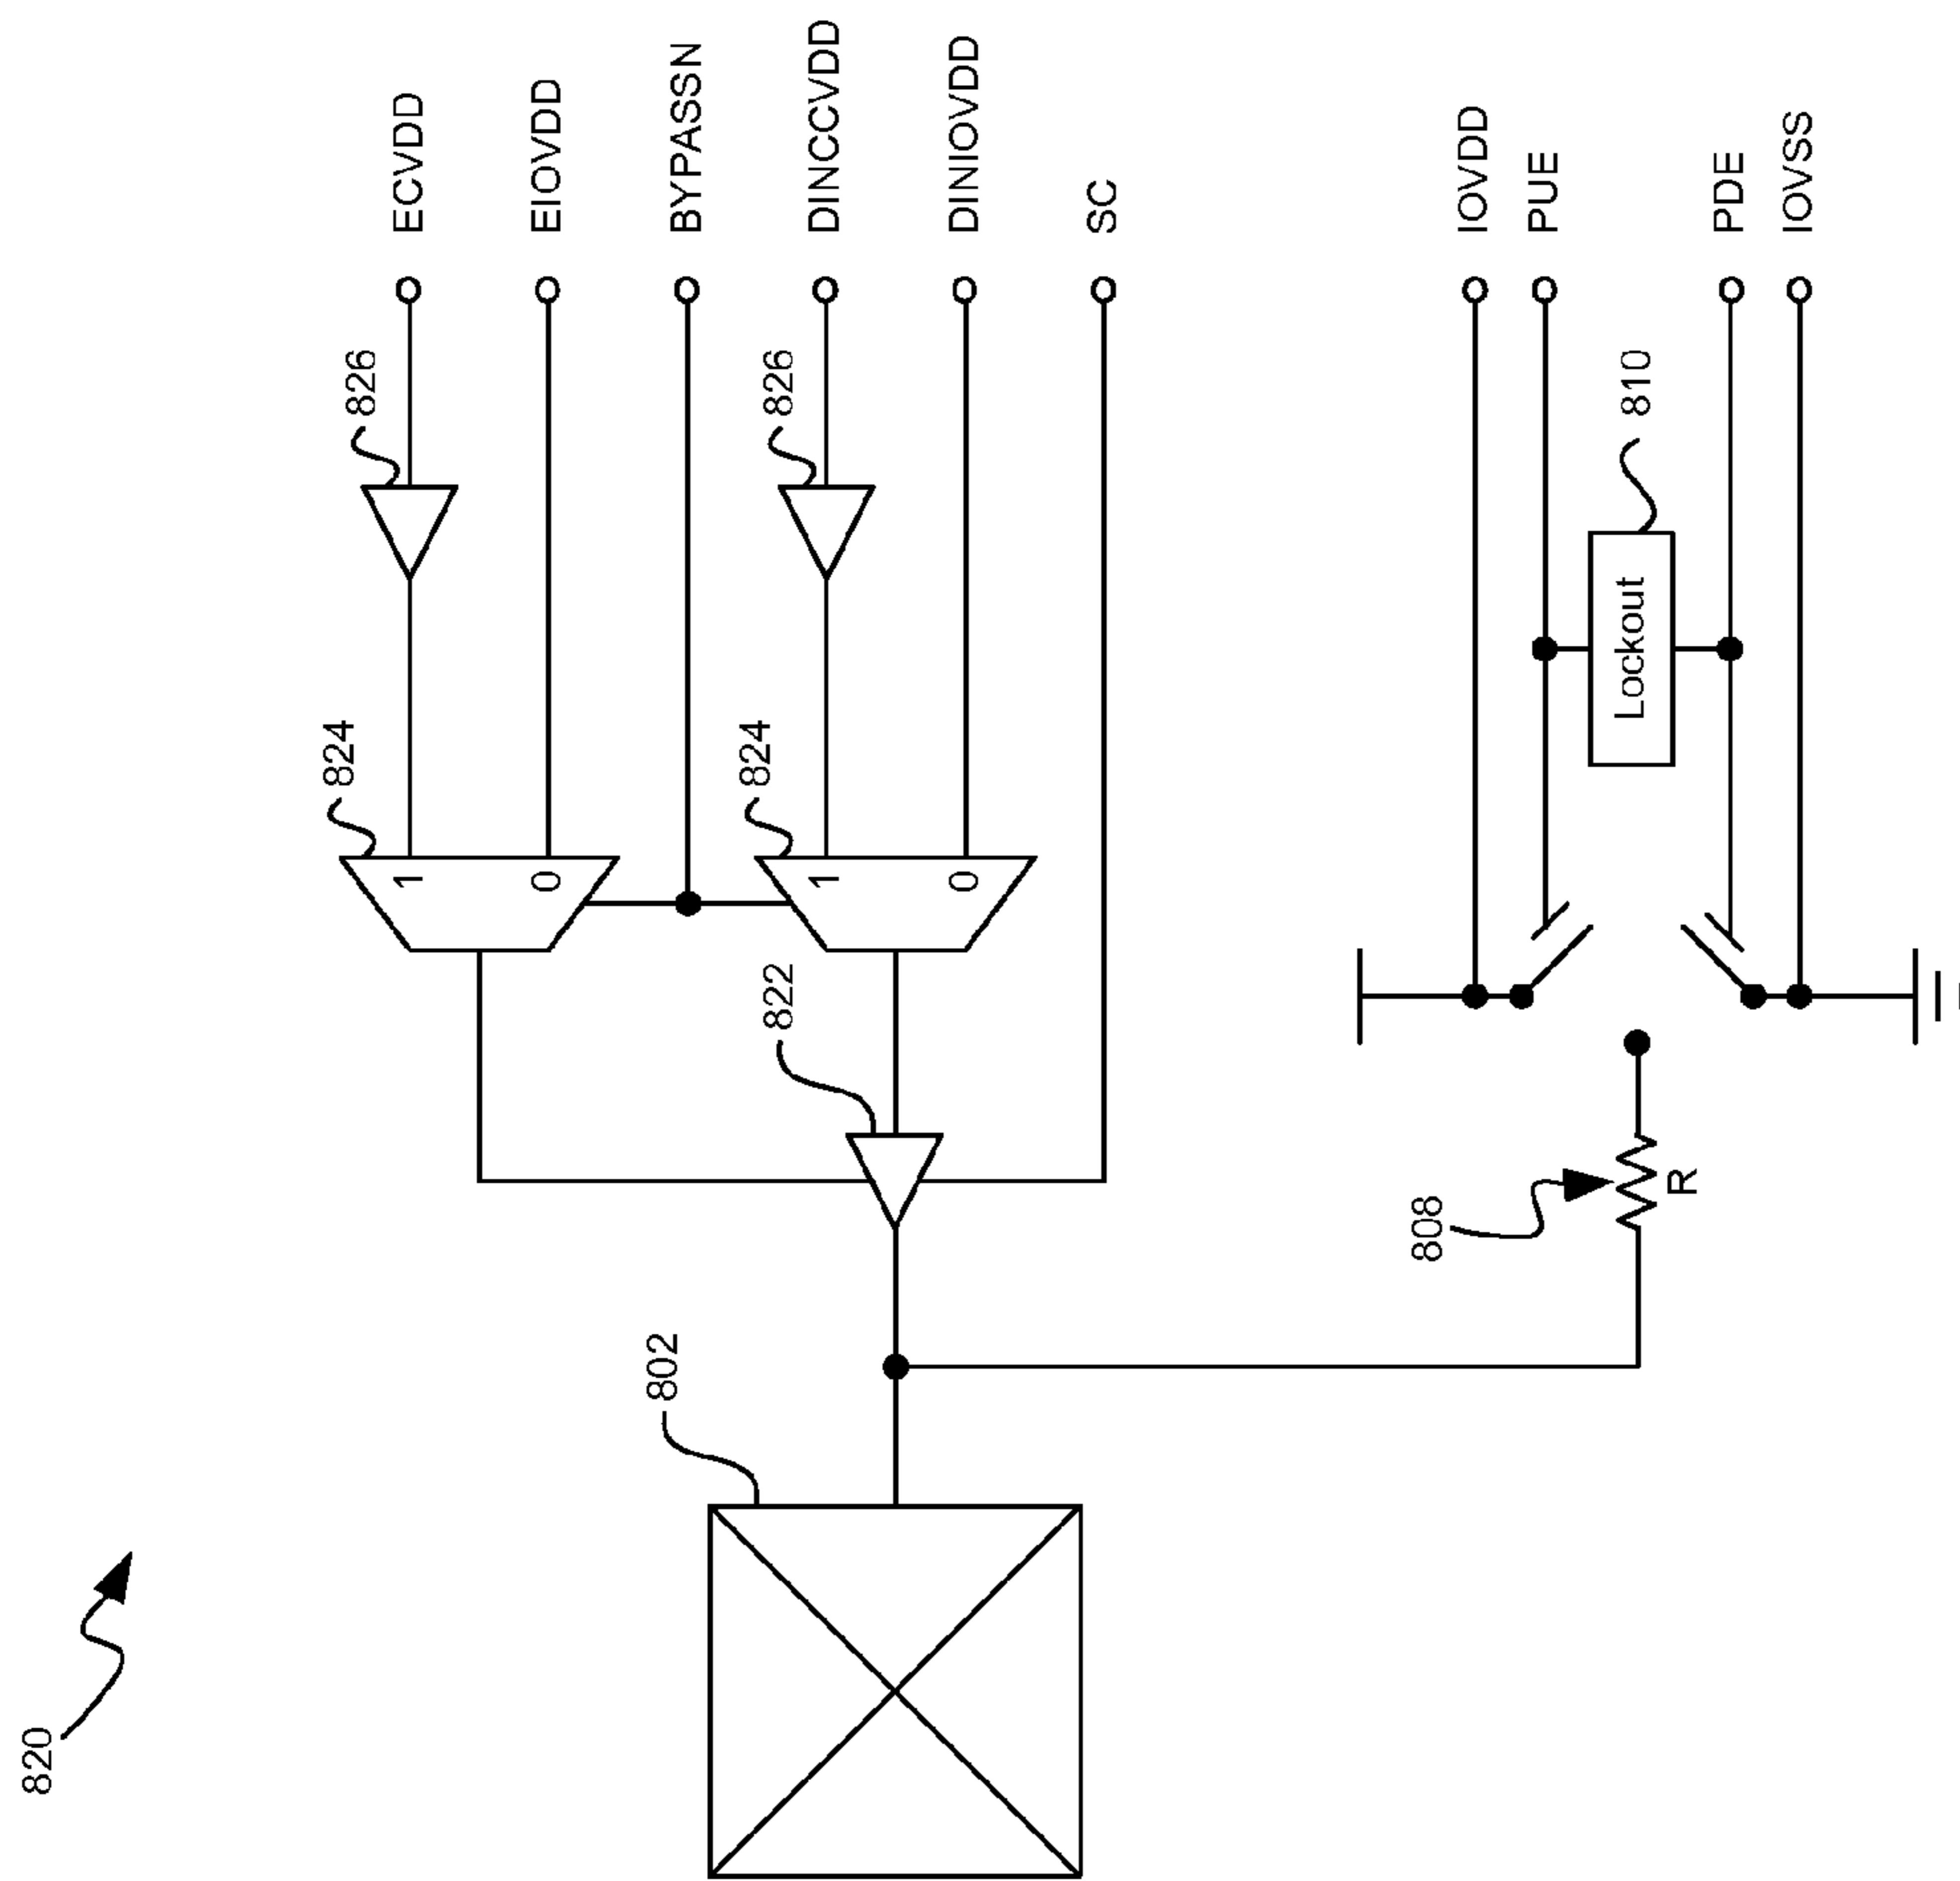 820
802
822
824
824
826
826
1
0
1
0
ECVDD
EIOVDD
BYPASSN
DINCCVDD
DINIOVDD
SC
808
R
Lockout
810
IOVDD
PUE
PDE
IOVSS